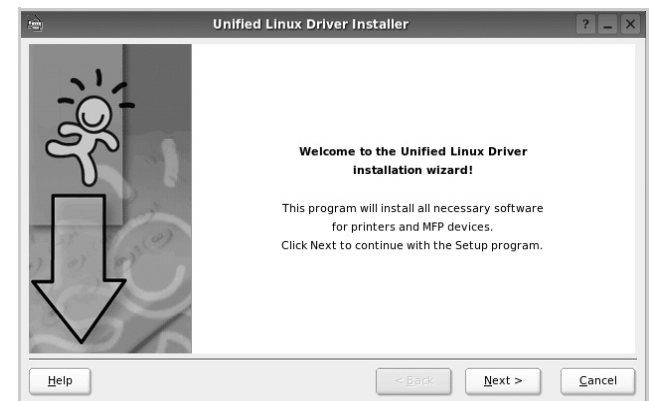 Unified Linux Driver Installer
? _ X
Welcome to the Unified Linux Driver
installation wizard!
This program will install all necessary software
for printers and MFP devices.
Click Next to continue with the Setup program.
Help
< Back
Next >
Cancel